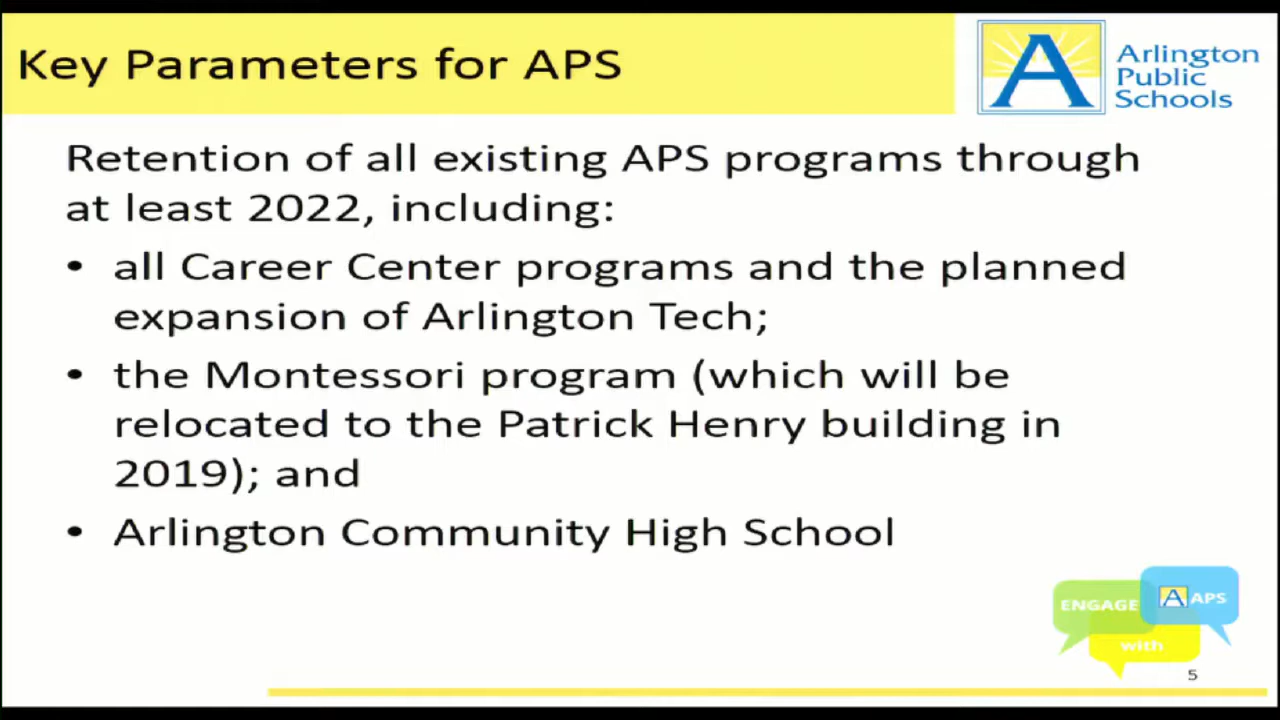 Key Parameters for APS
A
Arlington
Public
Schools
Retention of all existing APS programs through
at least 2022, including:
• all Career Center programs and the planned
expansion of Arlington Tech;
• the Montessori program (which will be
relocated to the Patrick Henry building in
2019); and
• Arlington Community High School
ENGAGE
with
A APS
5